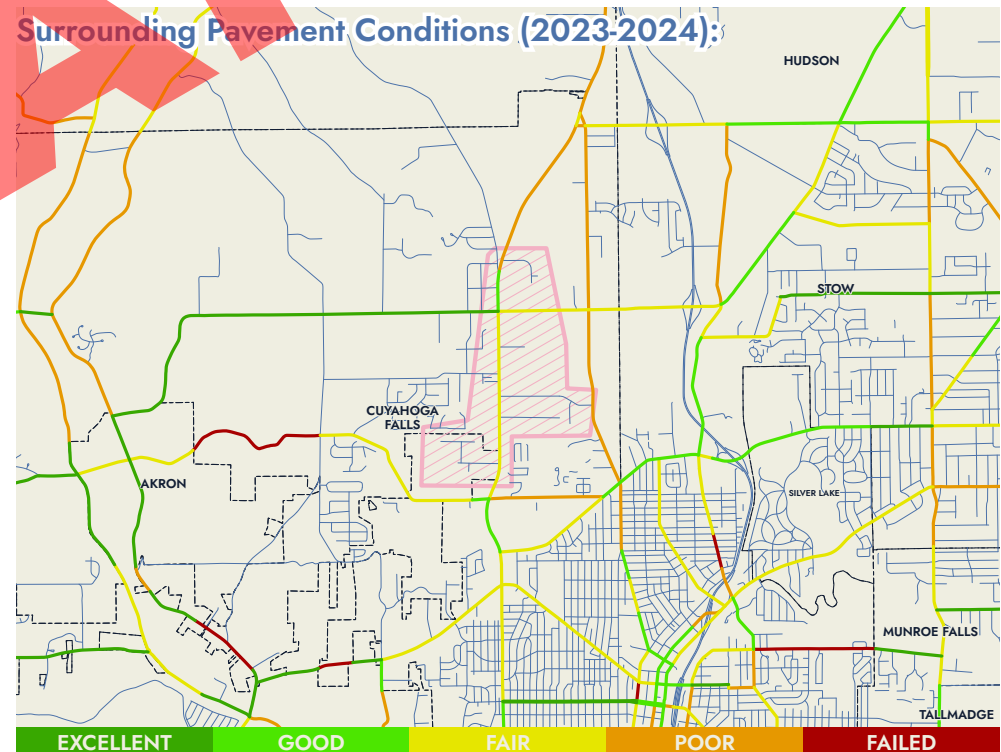 Surrounding Pavement Conditions (2023-2024):
HUDSON
STOW
CUYAHOGA
FALLS
AKRON
SILVER LAKE
MUNROE FALLS
TALLMADGE
EXCELLENT GOOD FAIR POOR FAILED